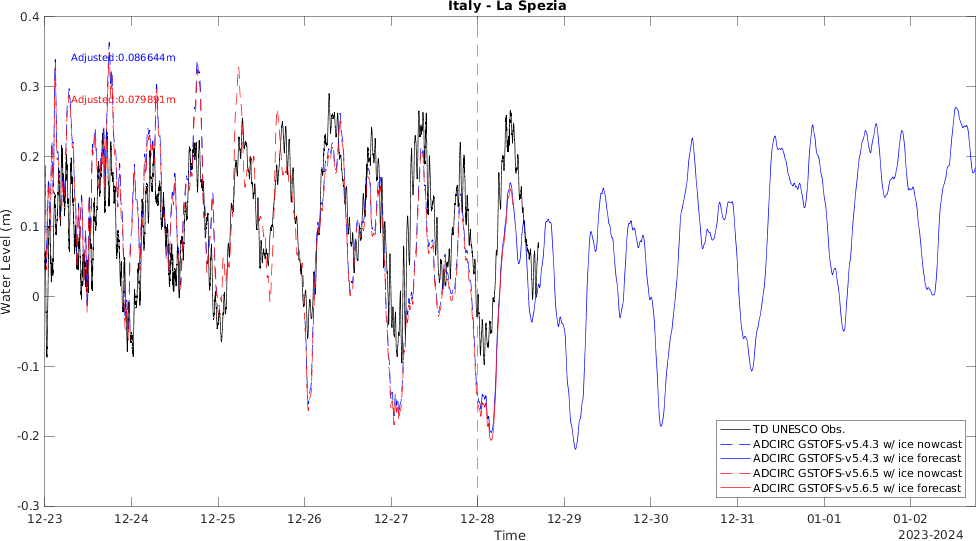 Italy - La Spezia
0.4
0.3
0.2
0.1
0
-0.1
-0.2
-0.3
Water Level (m)
Adjusted:0.086644m
Adjusted:0.079891m
TD UNESCO Obs.
ADCIRC GSTOFS-v5.4.3 w/ ice nowcast
ADCIRC GSTOFS-v5.4.3 w/ ice forecast
ADCIRC GSTOFS-v5.6.5 w/ ice nowcast
ADCIRC GSTOFS-v5.6.5 w/ ice forecast
12-23 12-24 12-25 12-26 12-27 12-28 12-29 12-30 12-31 01-01 01-02
Time
2023-2024